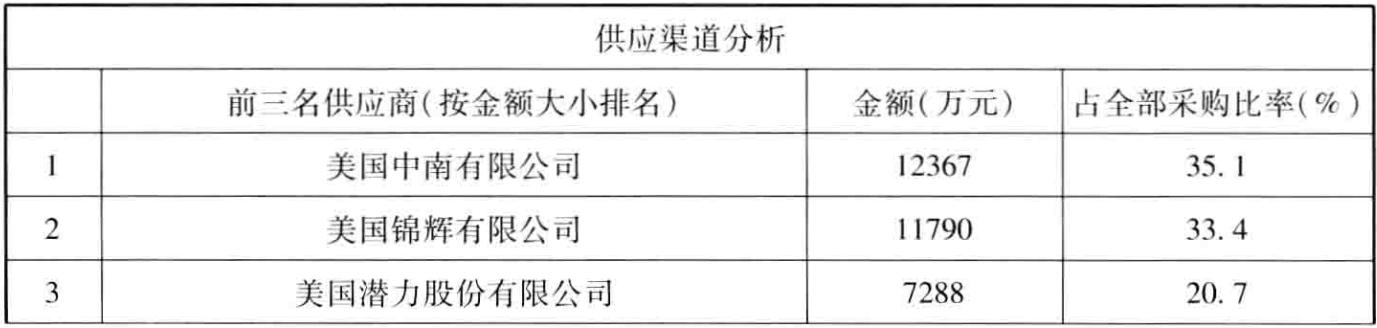 供应渠道分析
前三名供应商(按金额大小排名) 金额(万元) 占全部采购比率(%)
1 美国中南有限公司 12367 35.1
2 美国锦辉有限公司 11790 33.4
3 美国潜力股份有限公司 7288 20.7